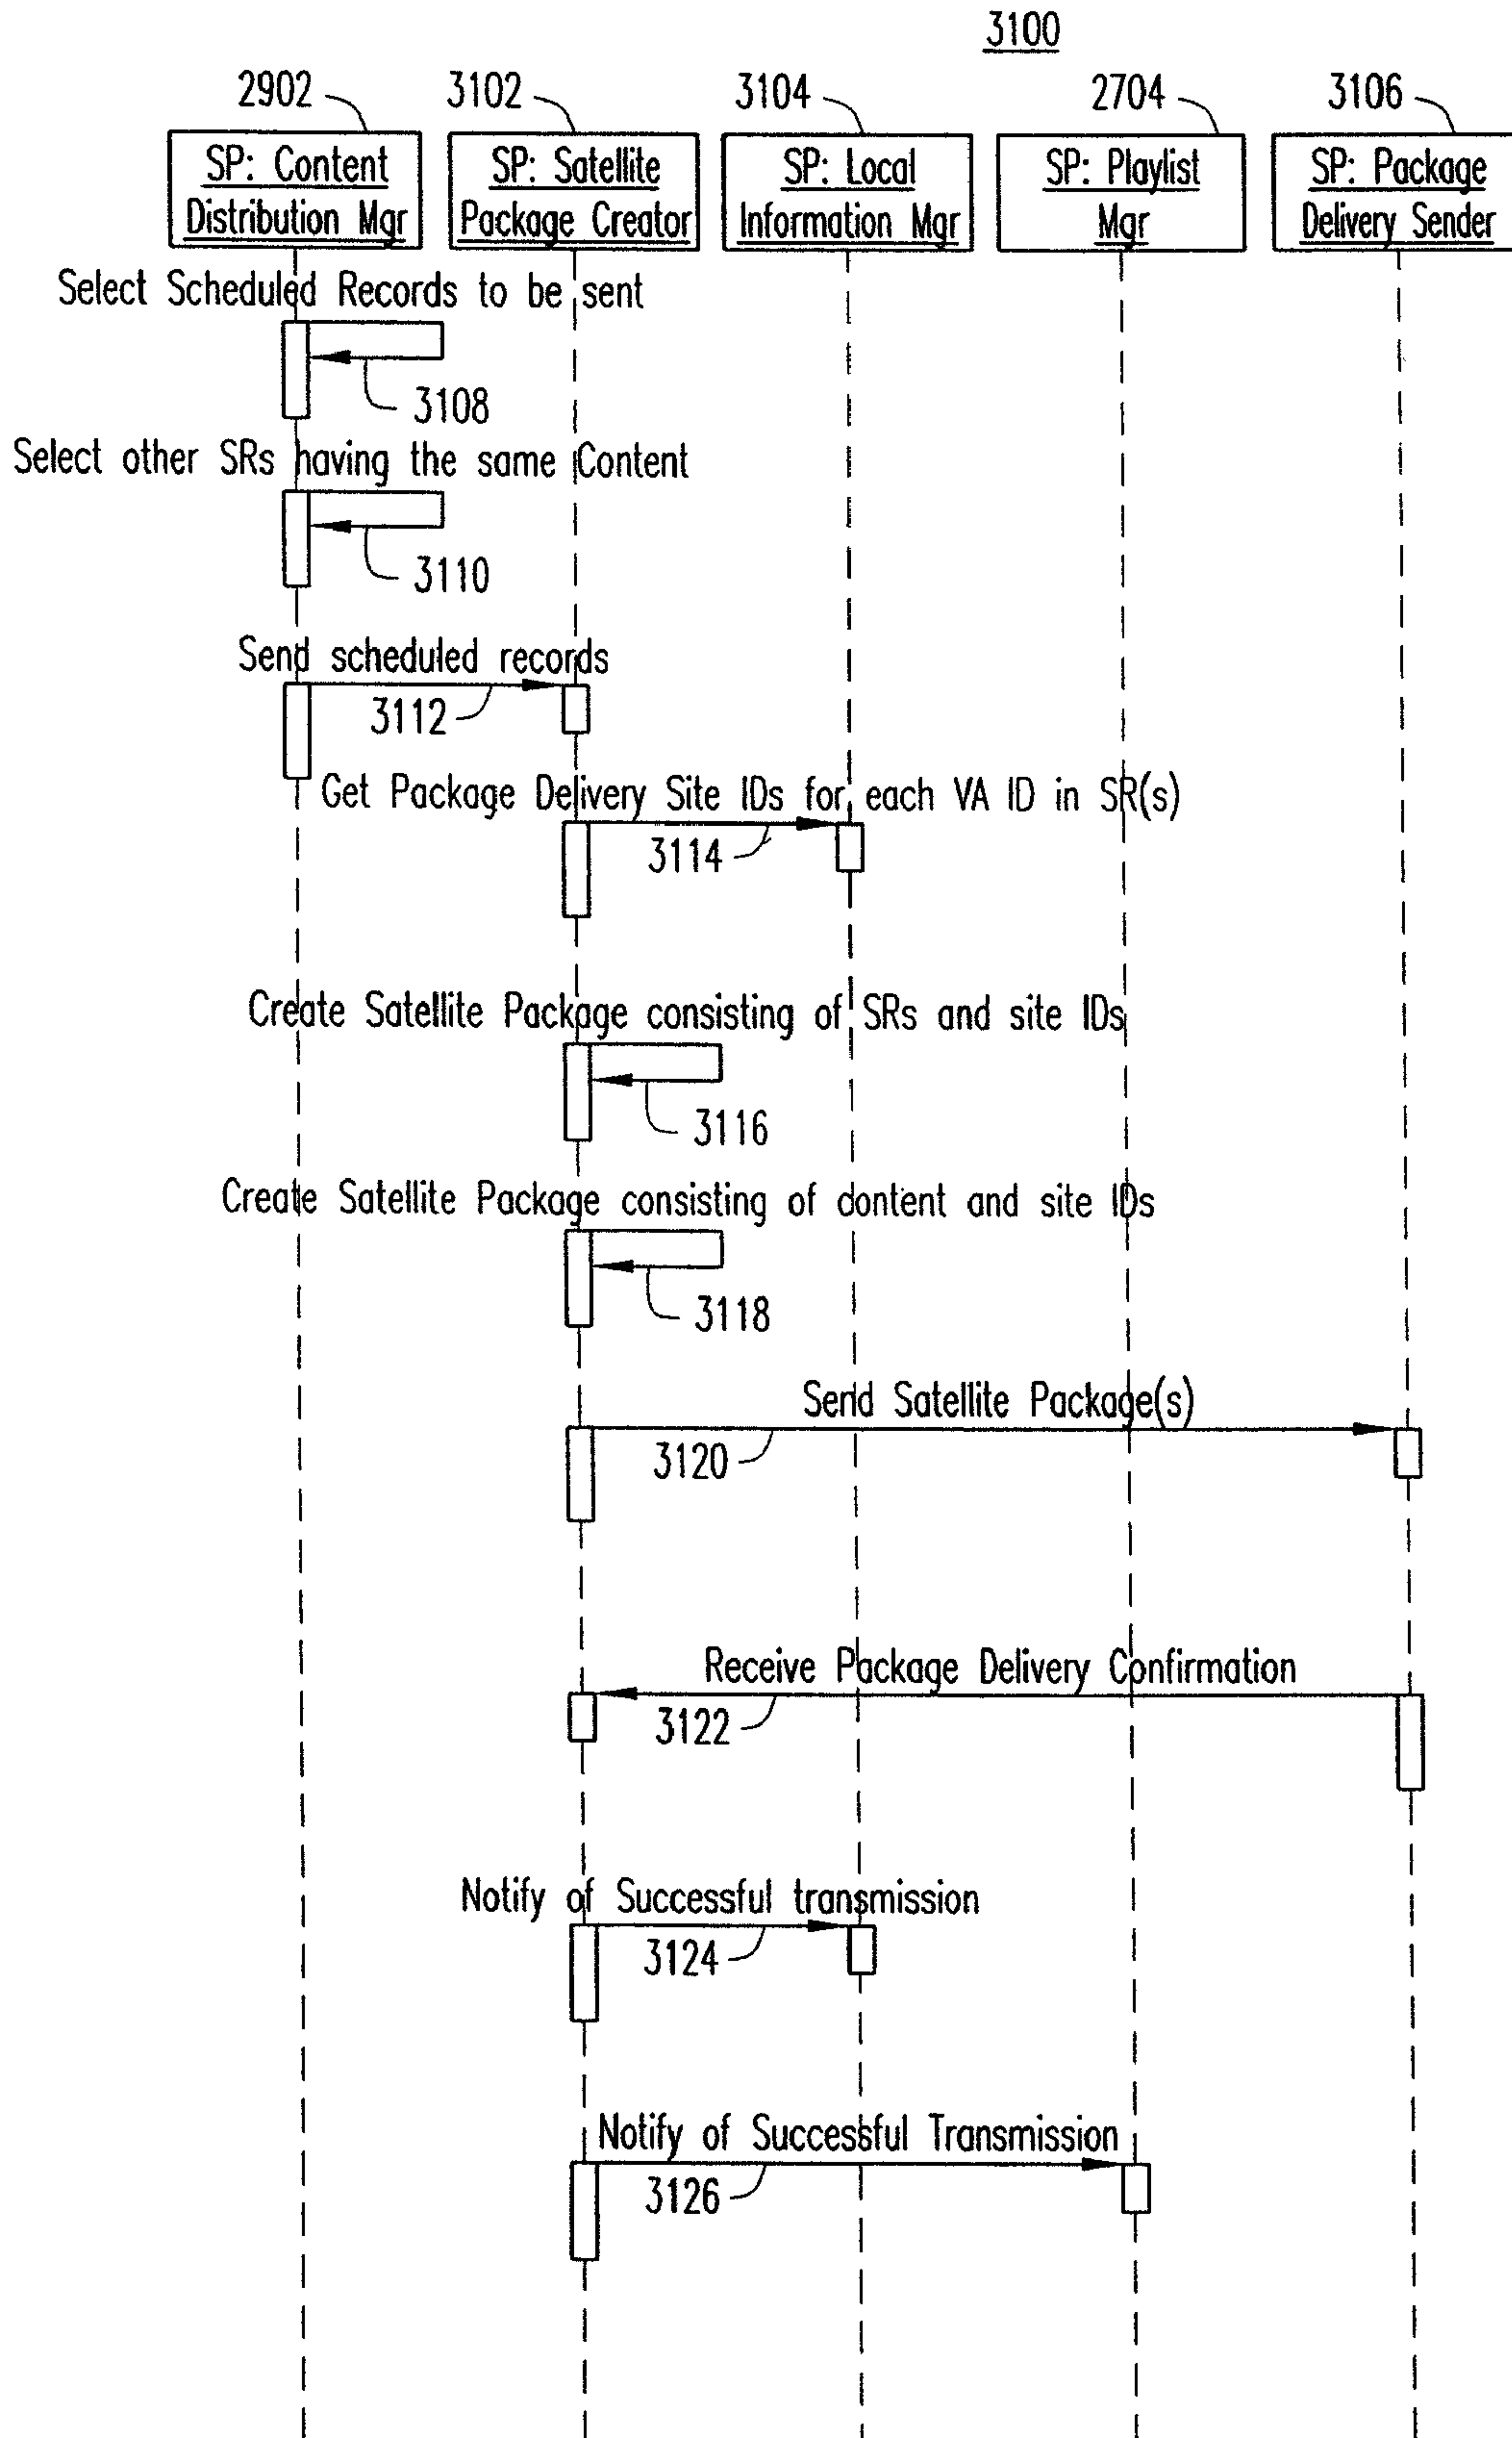 3100
2902
3102
3104
2704
3106
SP: Content
Distribution Mgr
SP: Satellite
Package Creator
SP: Local
Information Mgr
SP: Playlist
Mgr
SP: Package
Delivery Sender
Select Scheduled Records to be sent
3108
Select other SRs having the same Content
3110
Send scheduled records
3112
Get Package Delivery Site IDs for each VA ID in SR(s)
3114
Create Satellite Package consisting of SRs and site IDs
3116
Create Satellite Package consisting of content and site IDs
3118
Send Satellite Package(s)
3120
Receive Package Delivery Confirmation
3122
Notify of Successful transmission
3124
Notify of Successful Transmission
3126